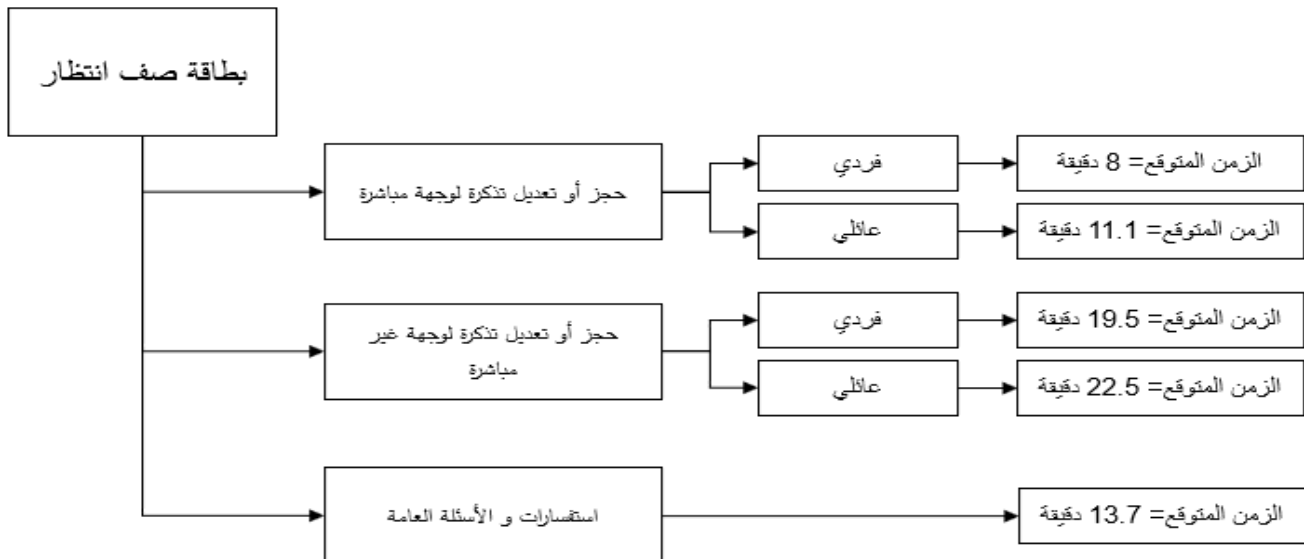 بطاقة صف انتظار
حجز أو تعديل تذكرة لوجهة مباشرة
فردي
الزمن المتوقع= 8 دقيقة
عائلي
الزمن المتوقع= 11.1 دقيقة
حجز أو تعديل تذكرة لوجهة غير
مباشرة
فردي
الزمن المتوقع= 19.5 دقيقة
عائلي
الزمن المتوقع= 22.5 دقيقة
استفسارات و الأسئلة العامة
الزمن المتوقع= 13.7 دقيقة